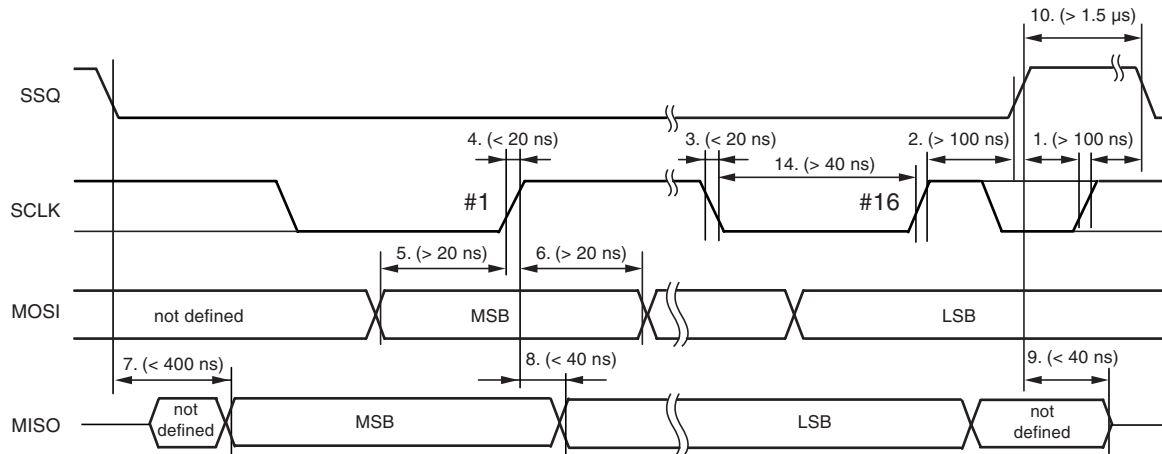 10. (> 1.5 µs)
SSQ
4. (< 20 ns)
3. (< 20 ns)
2. (> 100 ns)
1. (> 100 ns)
14. (> 40 ns)
SCLK
#1
#16
5. (> 20 ns)
6. (> 20 ns)
MOSI
not defined
MSB
LSB
7. (< 400 ns)
8. (< 40 ns)
9. (< 40 ns)
MISO
not
defined
MSB
LSB
not
defined